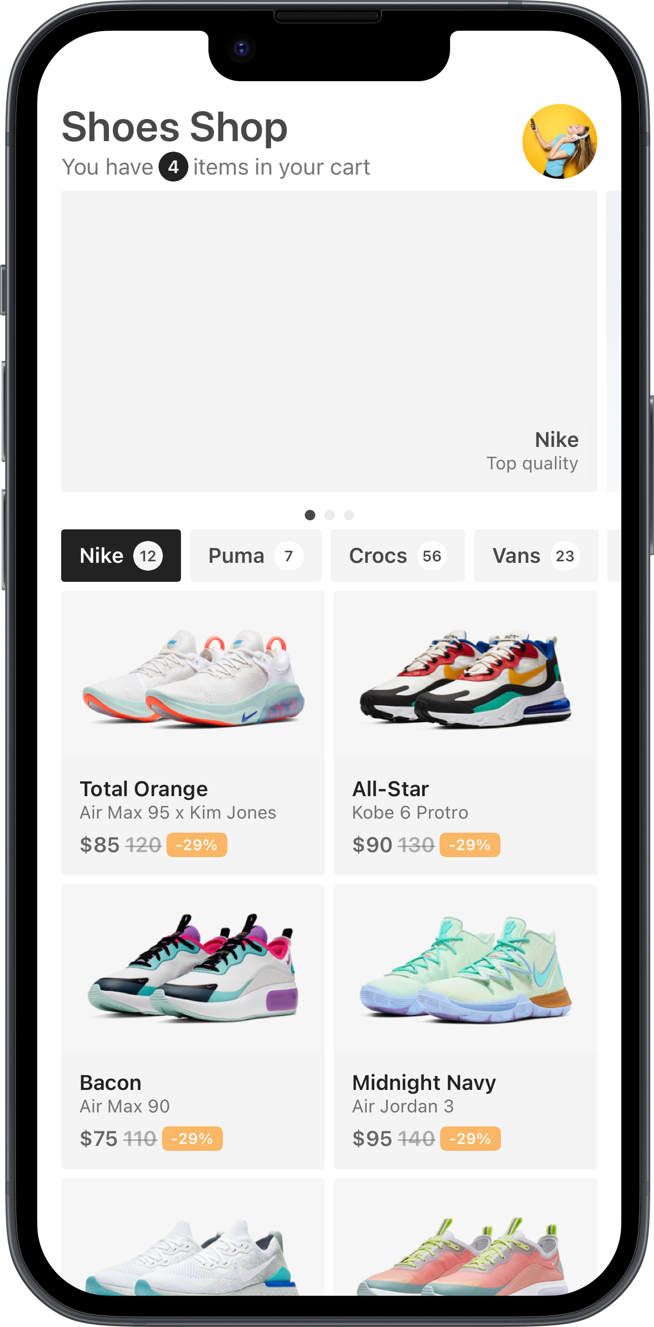 Shoes Shop
You have 4 items in your cart
Nike
Top quality
Nike 12 Puma 7 Crocs 56 Vans 23
Total Orange
Air Max 95 x Kim Jones
$85 120 -29%
All-Star
Kobe 6 Protro
$90 130 -29%
Bacon
Air Max 90
$75 110 -29%
Midnight Navy
Air Jordan 3
$95 140 -29%